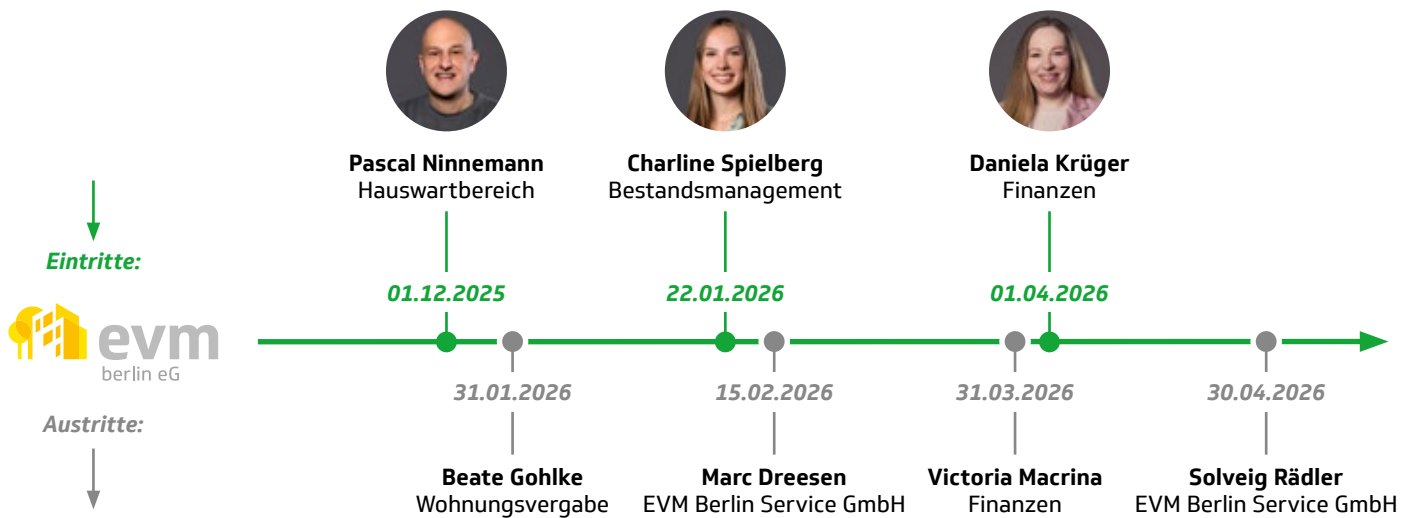 Pascal Ninnemann
Hauswartbereich
Charline Spielberg
Bestandsmanagement
Daniela Krüger
Finanzen
Eintritte:
01.12.2025
22.01.2026
01.04.2026
evm
berlin eG
31.01.2026
15.02.2026
31.03.2026
30.04.2026
Austritte:
Beate Gohlke
Wohnungsvergabe
Marc Dreesen
EVM Berlin Service GmbH
Victoria Macrina
Finanzen
Solveig Rädler
EVM Berlin Service GmbH